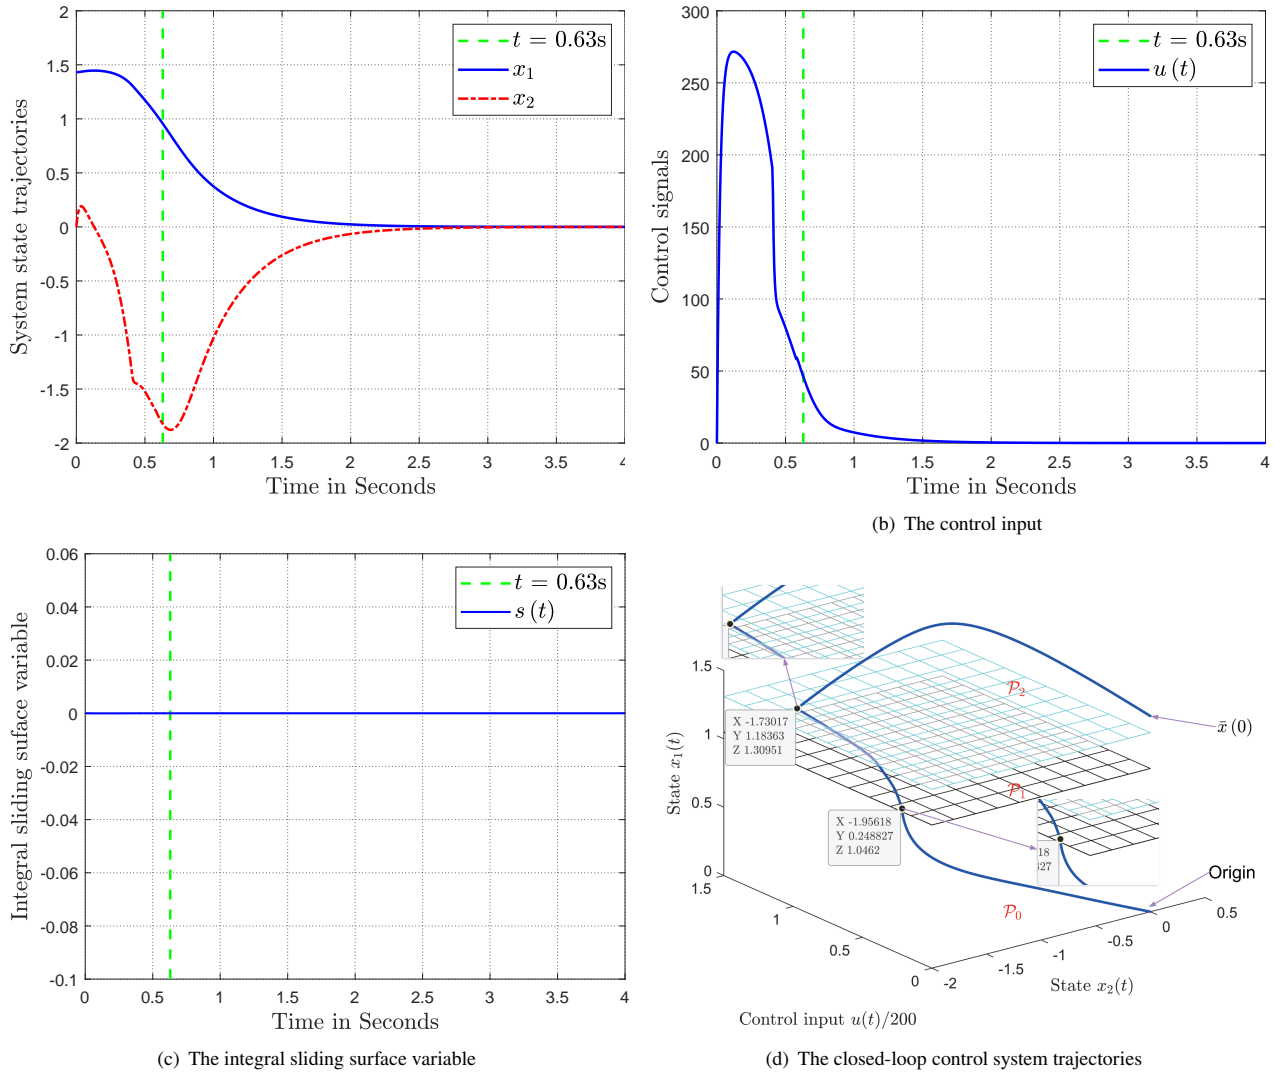 2
1.5
1
0.5
0
-0.5
-1
-1.5
-2
System state trajectories
t = 0.63s
x1
x2
0 0.5 1 1.5 2 2.5 3 3.5 4
Time in Seconds
300
250
200
150
100
50
0
Control signals
t = 0.63s
u (t)
0 0.5 1 1.5 2 2.5 3 3.5 4
Time in Seconds
(b) The control input
0.06
0.04
0.02
0
-0.02
-0.04
-0.06
-0.08
-0.1
Integral sliding suface variable
t = 0.63s
s (t)
0 0.5 1 1.5 2 2.5 3 3.5 4
Time in Seconds
(c) The integral sliding surface variable
1.5
1
0.5
0
State x1(t)
P2
x̄ (0)
X -1.73017
Y 1.18363
Z 1.30951
P1
X -1.95618
Y 0.248827
Z 1.0462
18
327
Origin
P0
1.5
1
0.5
0
-2
-1.5
-1
-0.5
0
0.5
State x2(t)
Control input u(t)/200
(d) The closed-loop control system trajectories